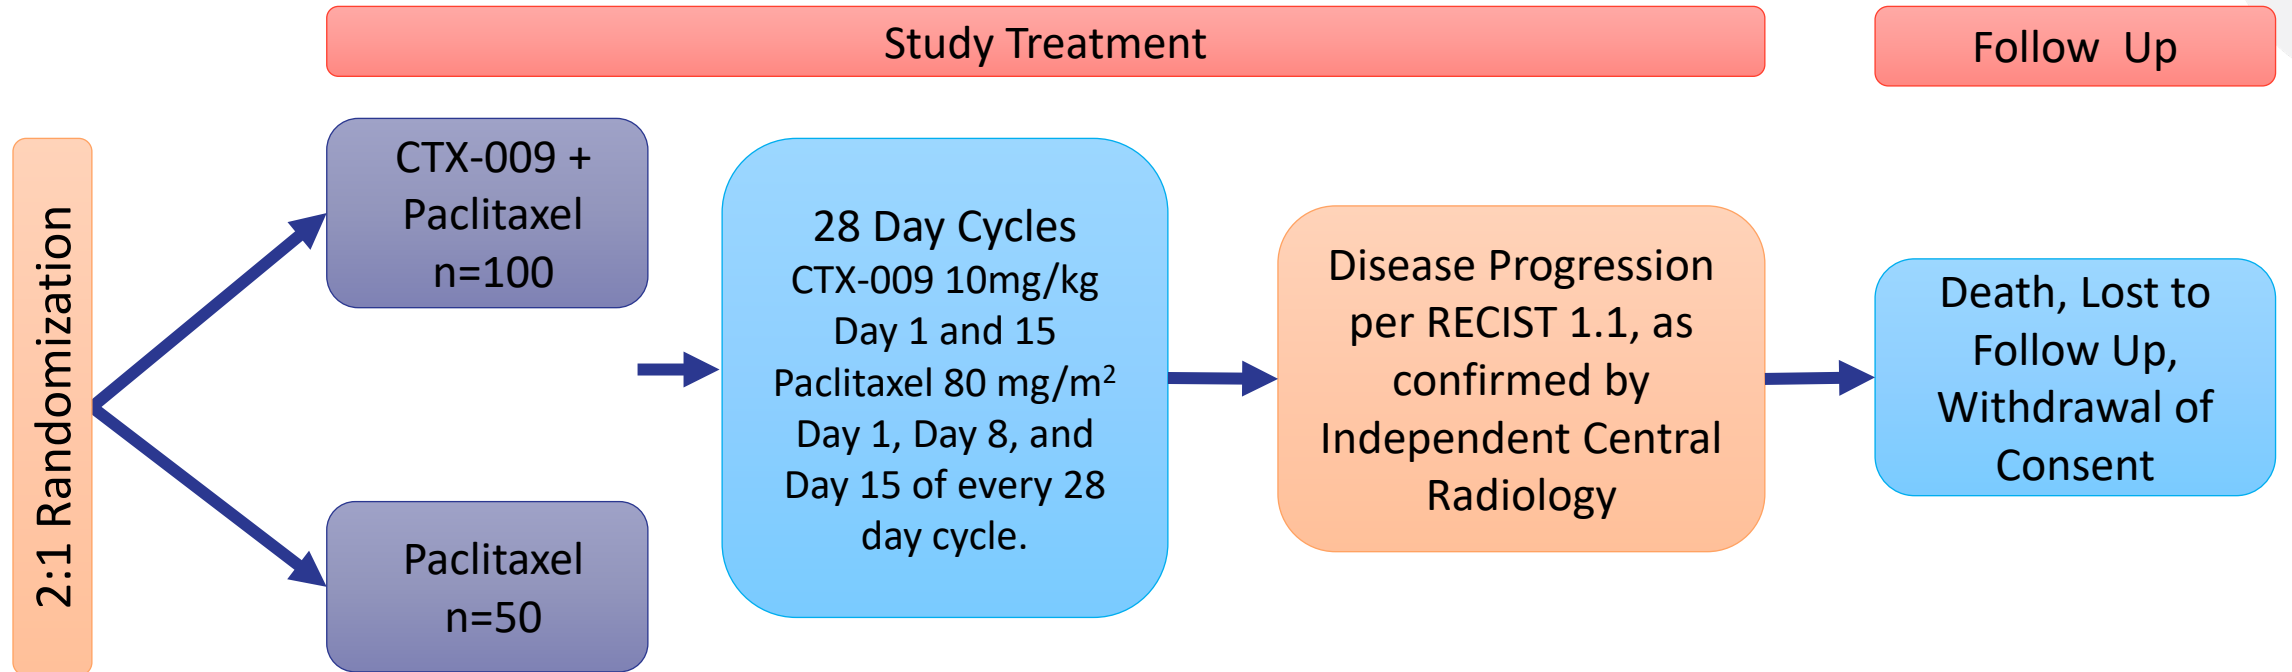 Study Treatment
Follow  Up
2:1 Randomization
CTX-009 +
Paclitaxel
n=100
Paclitaxel
n=50
28 Day Cycles
CTX-009 10mg/kg
Day 1 and 15
Paclitaxel 80 mg/m²
Day 1, Day 8, and
Day 15 of every 28
day cycle.
Disease Progression
per RECIST 1.1, as
confirmed by
Independent Central
Radiology
Death, Lost to
Follow Up,
Withdrawal of
Consent